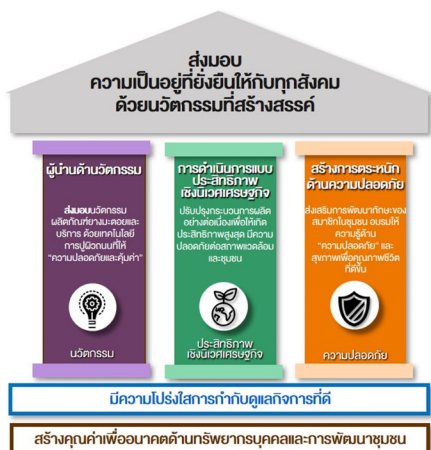 ส่งมอบ
ความเป็นอยู่ที่ยั่งยืนให้กับทุกสังคม
ด้วยนวัตกรรมที่สร้างสรรค์
ผู้นำด้านนวัตกรรม
ส่งมอบนวัตกรรม
ผลิตภัณฑ์ยางมะตอยและ
บริการ ด้วยเทคโนโลยี
การปูผิวถนนที่ให้
"ความปลอดภัยและคุ้มค่า"
นวัตกรรม
การดำเนินการแบบ
ประสิทธิภาพ
เชิงนิเวศเศรษฐกิจ
ปรับปรุงกระบวนการผลิต
อย่างต่อเนื่องเพื่อให้เกิด
ประสิทธิภาพสูงสุด มีความ
ปลอดภัยต่อสภาพแวดล้อม
และชุมชน
ประสิทธิภาพ
เชิงนิเวศเศรษฐกิจ
สร้างการตระหนัก
ด้านความปลอดภัย
ส่งเสริมการพัฒนาทักษะของ
สมาชิกในชุมชน อบรมให้
ความรู้ด้าน
"ความปลอดภัย" และ
สุขภาพเพื่อคุณภาพชีวิต
ที่ดีขึ้น
ความปลอดภัย
มีความโปร่งใสการกำกับดูแลกิจการที่ดี
สร้างคุณค่าเพื่ออนาคตด้านทรัพยากรบุคคลและการพัฒนาชุมชน